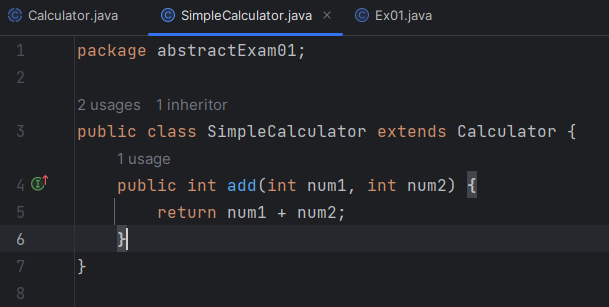 Calculator.java SimpleCalculator.java × Ex01.java
1 package abstractExam01;
2
2 usages 1 inheritor
3 public class SimpleCalculator extends Calculator {
1 usage
4 public int add(int num1, int num2) {
5 return num1 + num2;
6 }
7 }
8